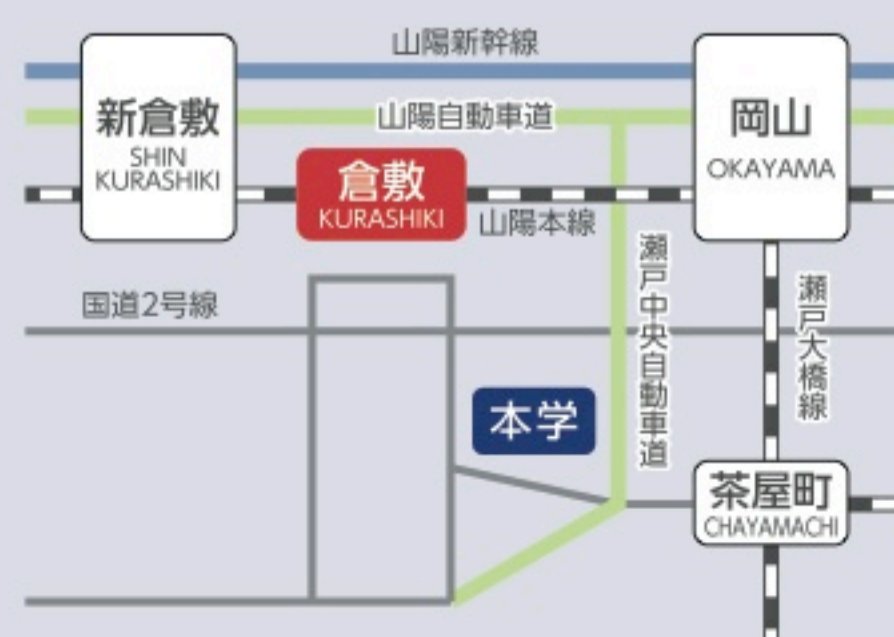 山陽新幹線
山陽自動車道
新倉敷
SHIN
KURASHIKI
倉敷
KURASHIKI
山陽本線
岡山
OKAYAMA
国道2号線
瀬戸中央自動車道
瀬戸大橋線
本学
茶屋町
CHAYAMACHI